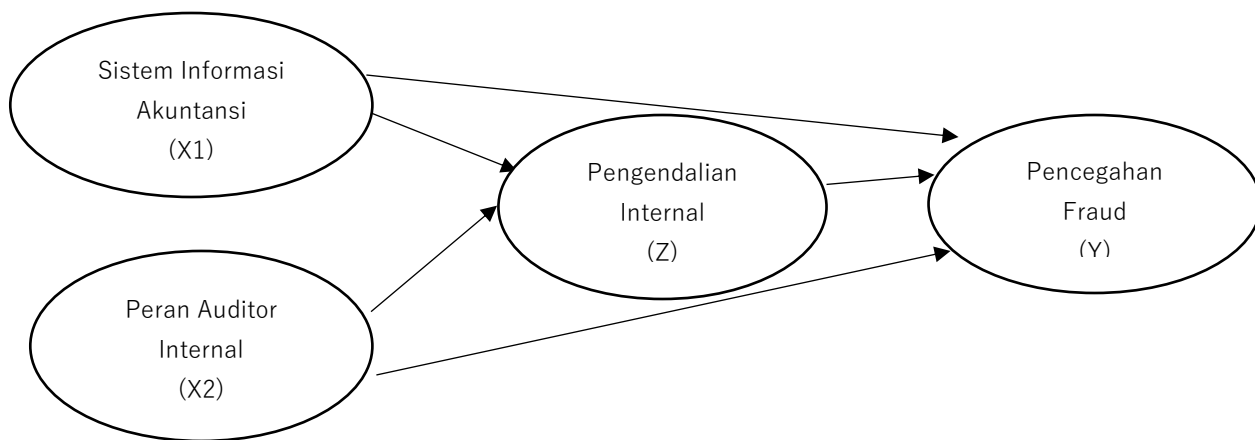 Sistem Informasi
Akuntansi
(X1)
Pengendalian
Internal
(Z)
Pencegahan
Fraud
(Y)
Peran Auditor
Internal
(X2)